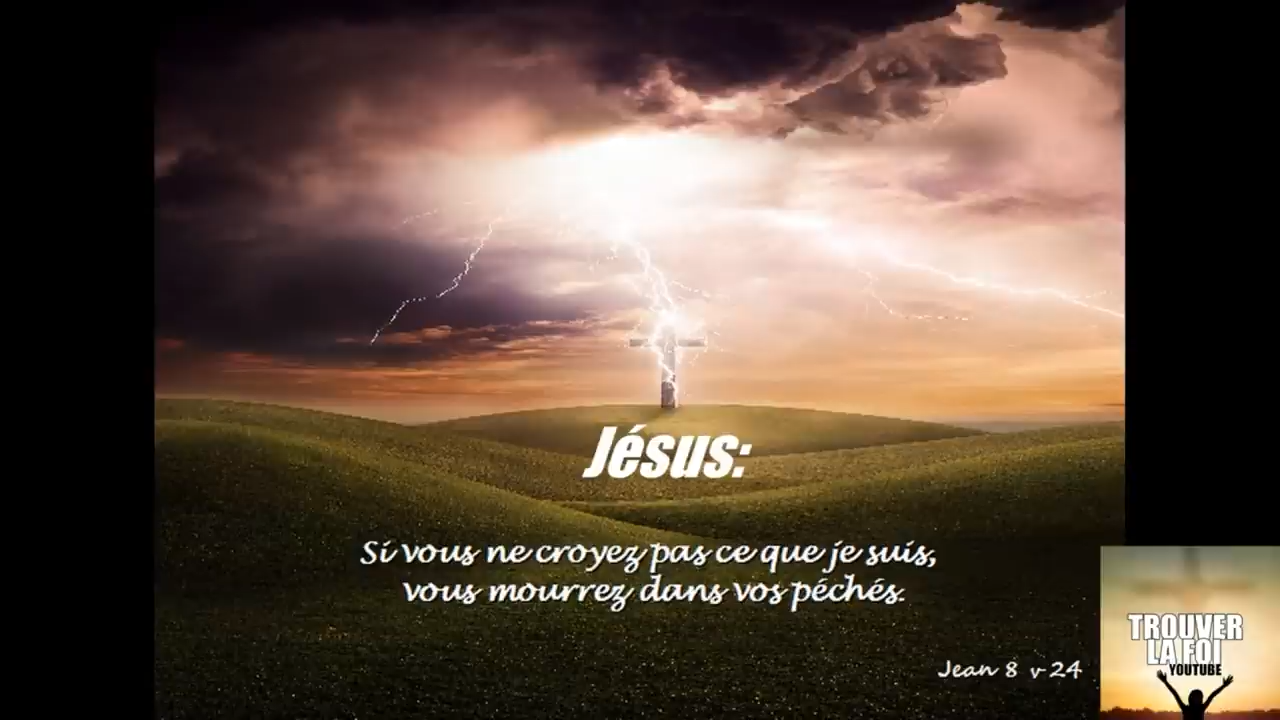 Jésus:
Si vous ne croyez pas ce que je suis,
vous mourrez dans vos péchés.
Jean 8 v 24
TROUVER
LA FOI
YOUTUBE